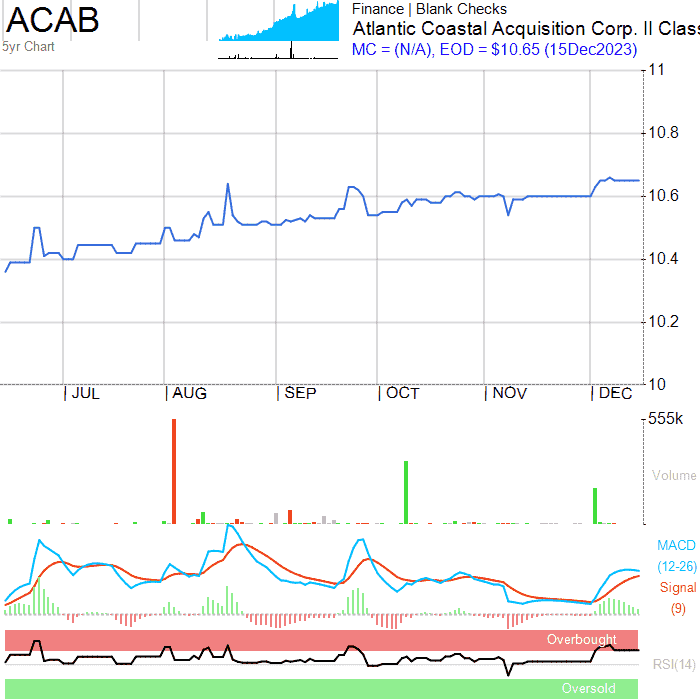 ACAB
5yr Chart
Finance | Blank Checks
Atlantic Coastal Acquisition Corp. II Class
MC = (N/A), EOD = $10.65 (15Dec2023)
11
10.8
10.6
10.4
10.2
10
| JUL | AUG | SEP | OCT | NOV | DEC
555k
Volume
MACD
(12-26)
Signal
(9)
Overbought
RSI(14)
Oversold